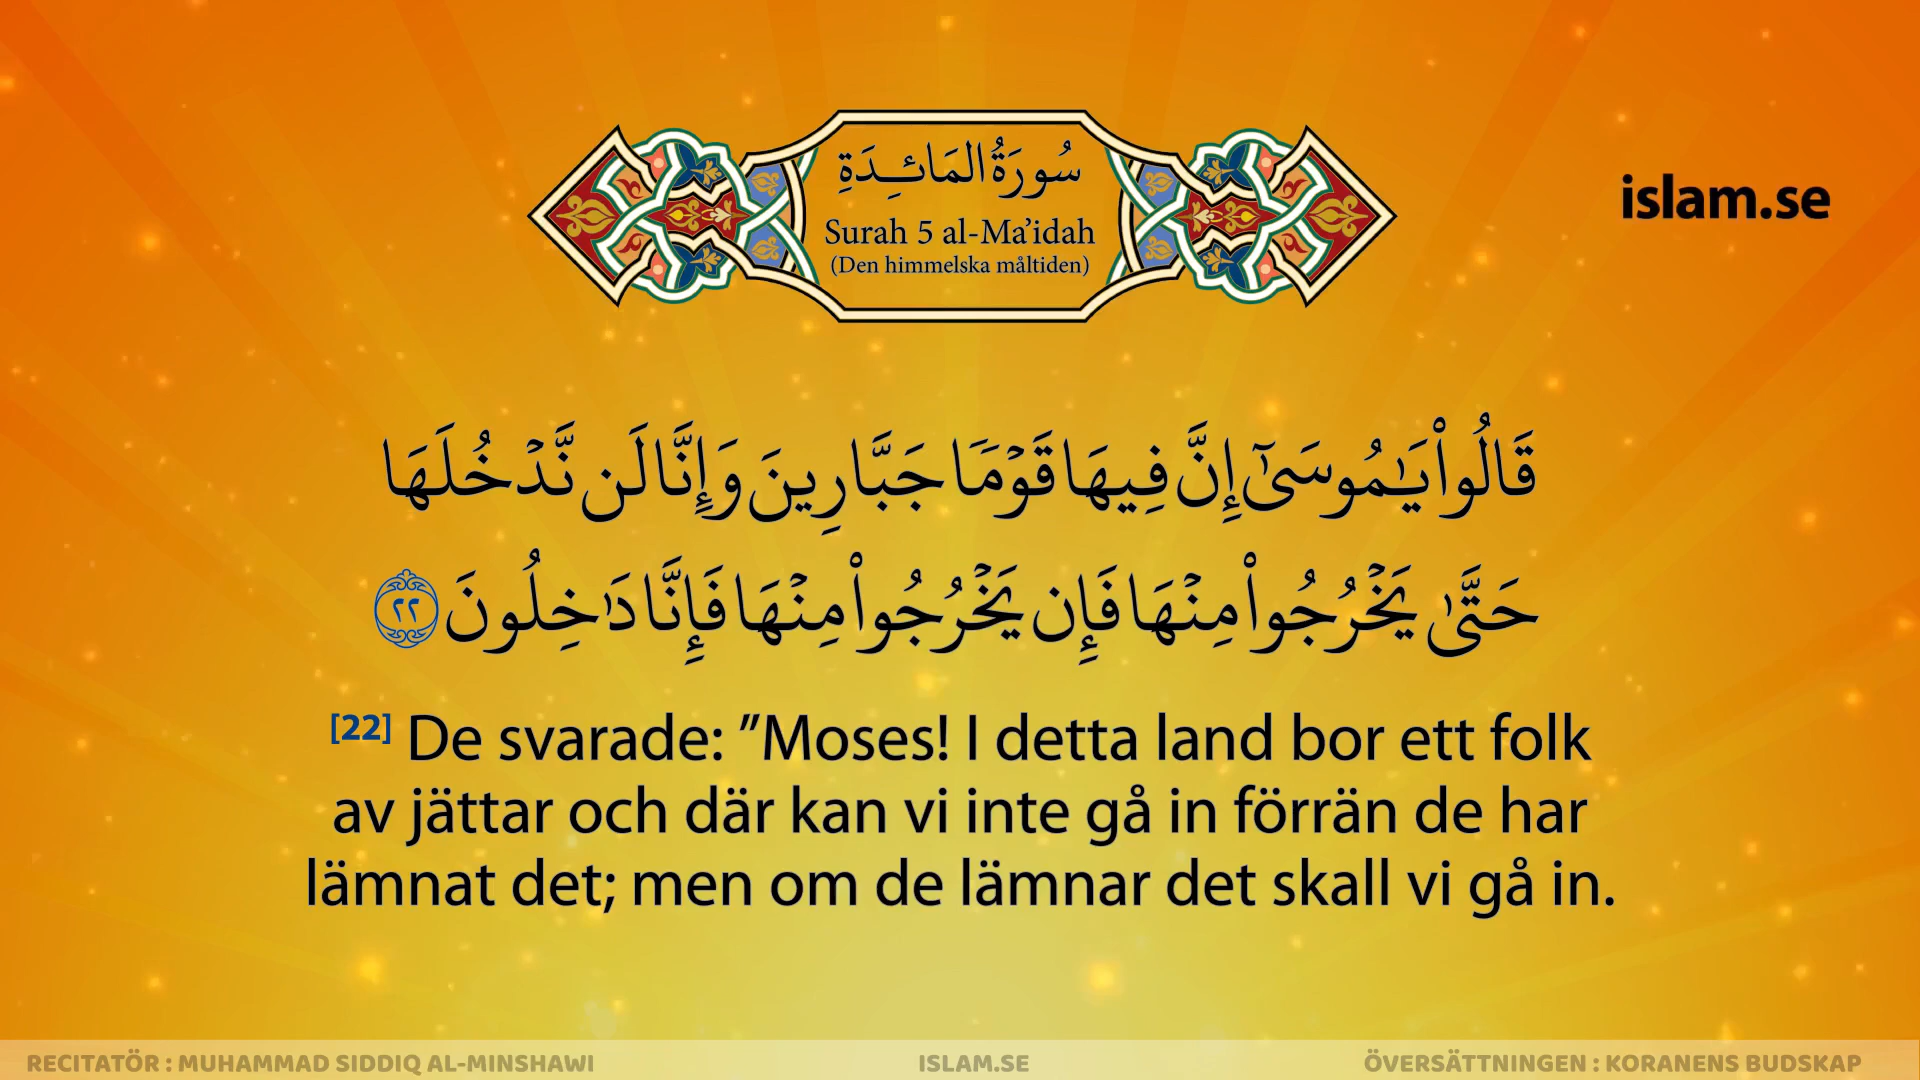 سُورَةُ المَائِدَةِ
Surah 5 al-Ma’idah
(Den himmelska måltiden)
islam.se
قَالُوا۟ يَـٰمُوسَىٰٓ إِنَّ فِيهَا قَوْمًا جَبَّارِينَ وَإِنَّا لَن نَّدْخُلَهَا
حَتَّىٰ يَخْرُجُوا۟ مِنْهَا فَإِن يَخْرُجُوا۟ مِنْهَا فَإِنَّا دَٰخِلُونَ ٢٢
[22] De svarade: ”Moses! I detta land bor ett folk
av jättar och där kan vi inte gå in förrän de har
lämnat det; men om de lämnar det skall vi gå in.
RECITATÖR : MUHAMMAD SIDDIQ AL-MINSHAWI
ISLAM.SE
ÖVERSÄTTNINGEN : KORANENS BUDSKAP